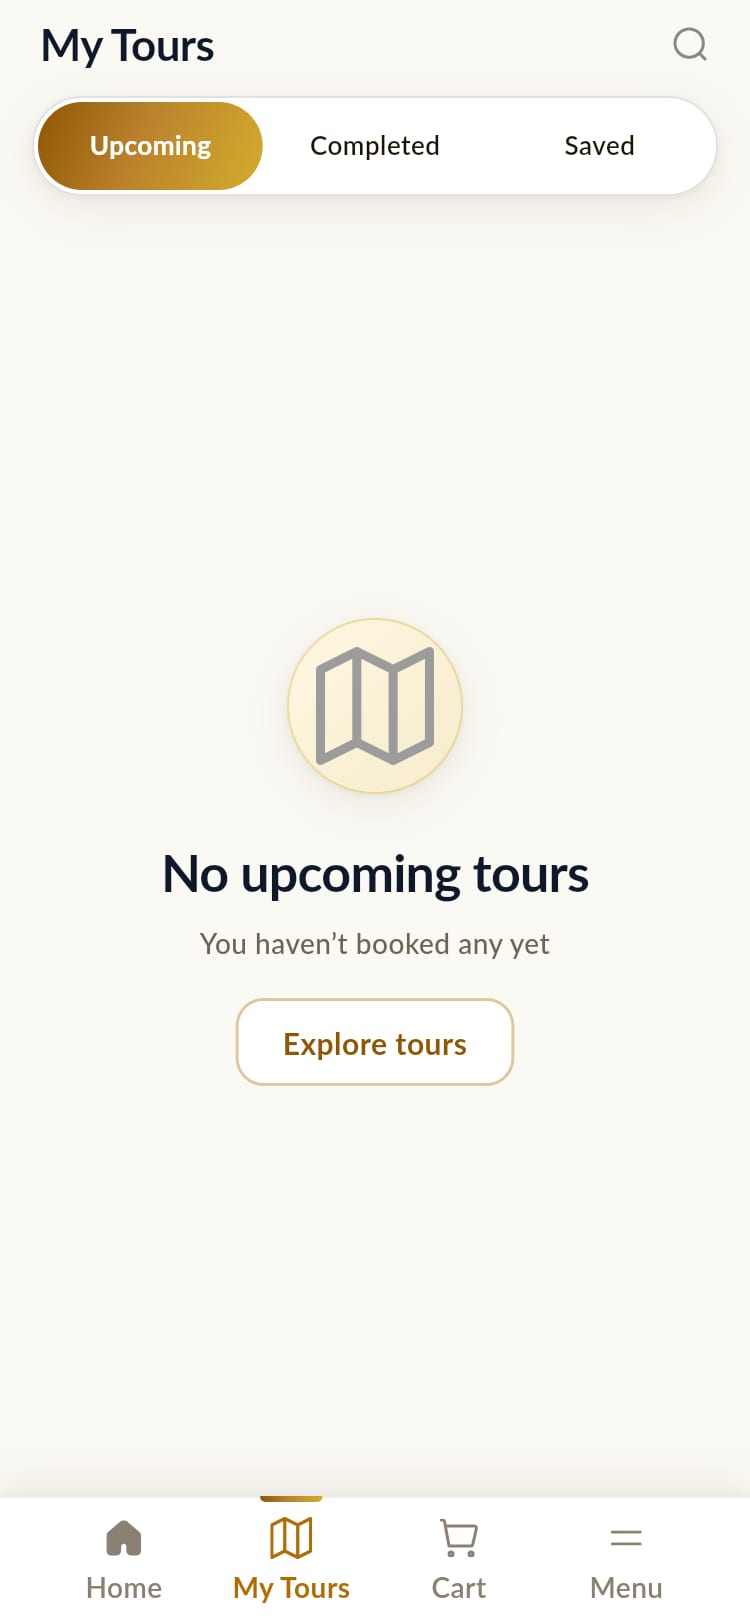 My Tours
Upcoming Completed Saved
No upcoming tours
You haven’t booked any yet
Explore tours
Home My Tours Cart Menu